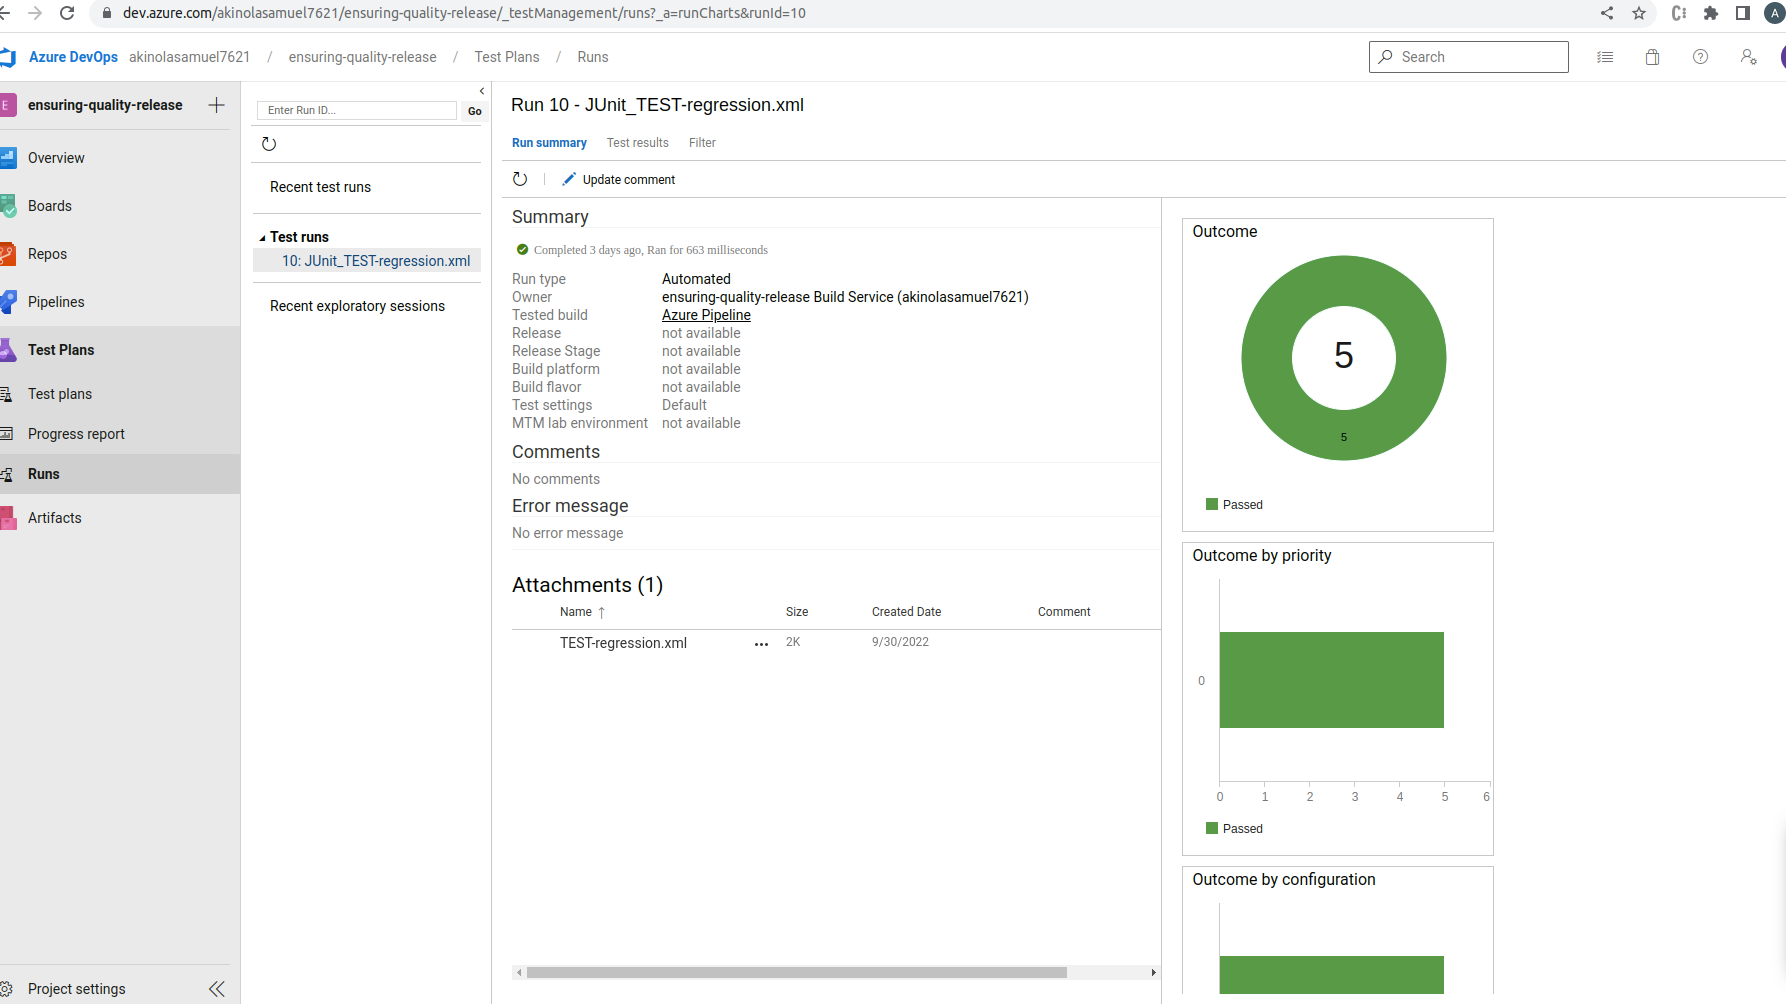 dev.azure.com/akinolasamuel7621/ensuring-quality-release/_testManagement/runs?_a=runCharts&runId=10
A
Azure DevOps akinolasamuel7621 / ensuring-quality-release / Test Plans / Runs
Search
E ensuring-quality-release
Overview
Boards
Repos
Pipelines
Test Plans
Test plans
Progress report
Runs
Artifacts
Project settings
Enter Run ID...
Go
Recent test runs
Test runs
10: JUnit_TEST-regression.xml
Recent exploratory sessions
Run 10 - JUnit_TEST-regression.xml
Run summary Test results Filter
Update comment
Summary
Completed 3 days ago, Ran for 663 milliseconds
Run type Automated
Owner ensuring-quality-release Build Service (akinolasamuel7621)
Tested build Azure Pipeline
Release not available
Release Stage not available
Build platform not available
Build flavor not available
Test settings Default
MTM lab environment not available
Comments
No comments
Error message
No error message
Attachments (1)
Name Size Created Date Comment
TEST-regression.xml ... 2K 9/30/2022
Outcome
5
5
Passed
Outcome by priority
0
0 1 2 3 4 5 6
Passed
Outcome by configuration